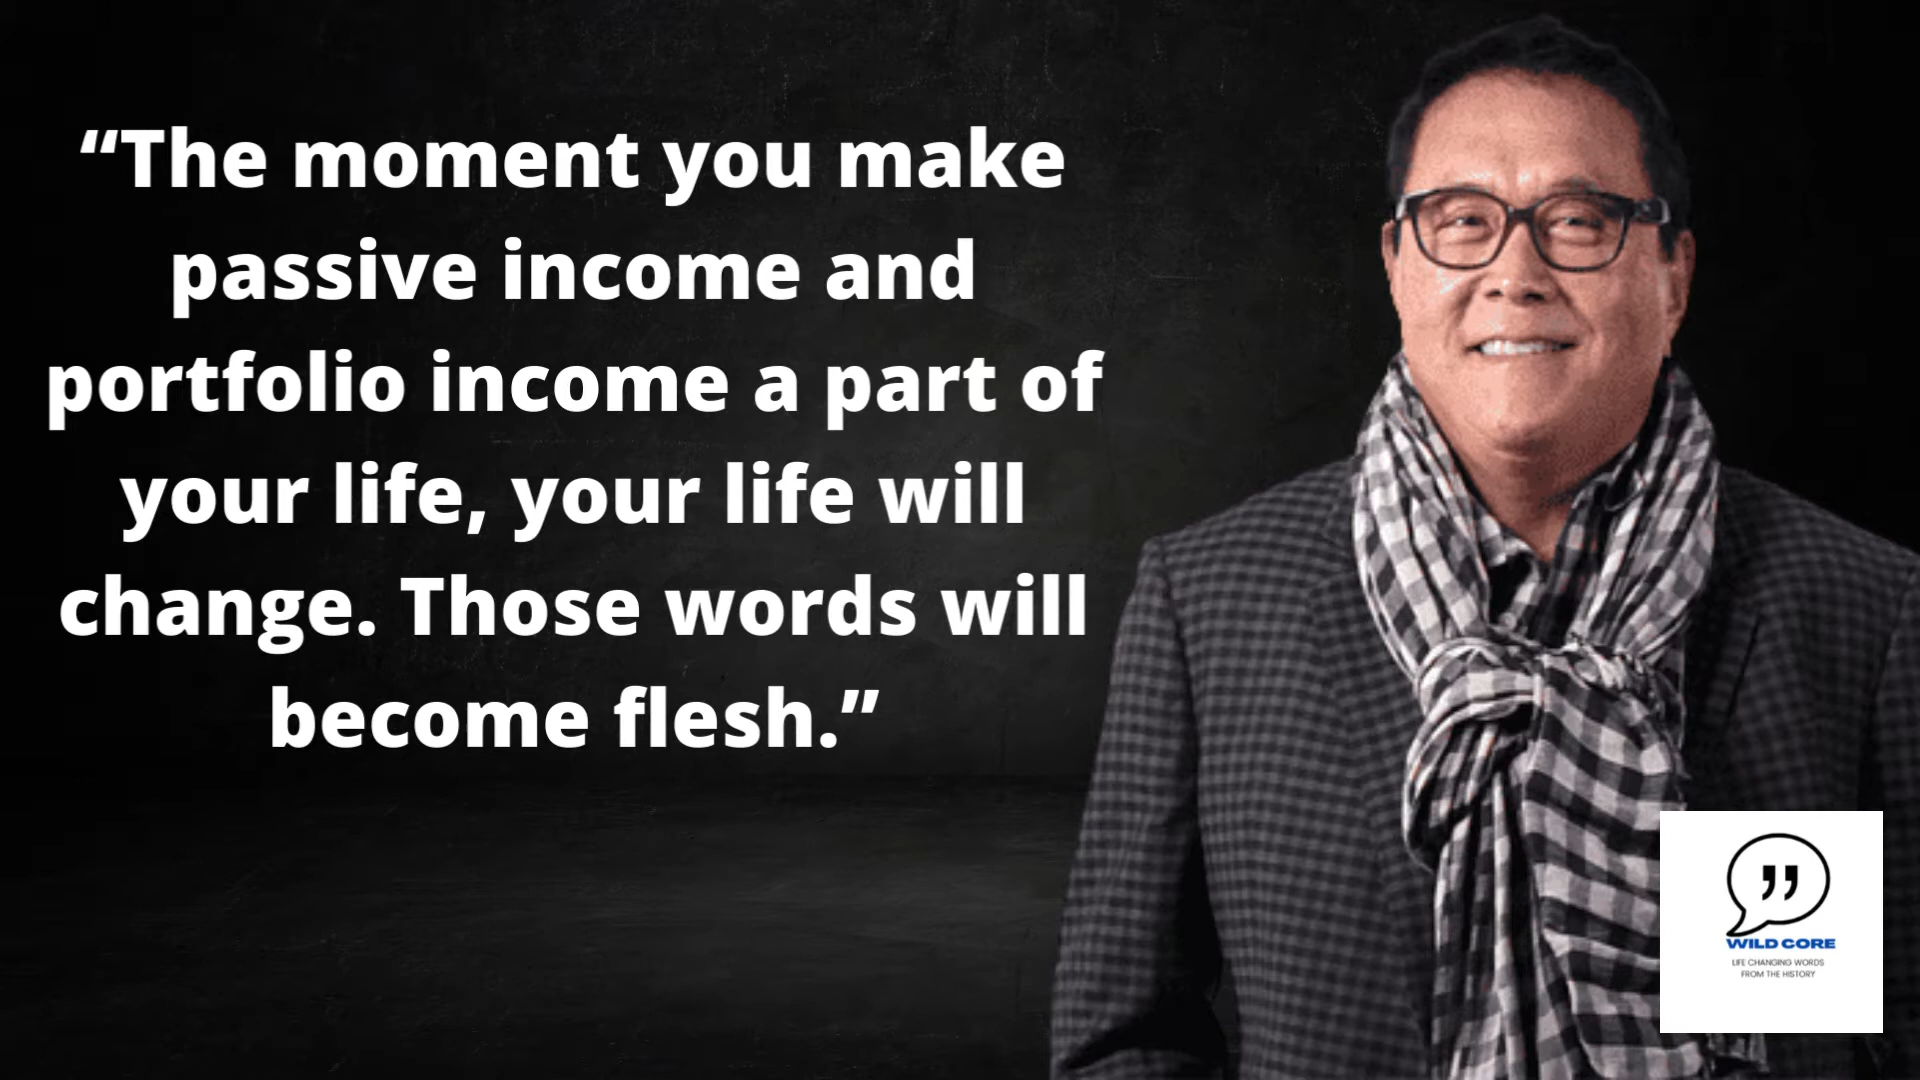 “The moment you make
passive income and
portfolio income a part of
your life, your life will
change. Those words will
become flesh.”
WILD CORE
LIFE CHANGING WORDS
FROM THE HISTORY